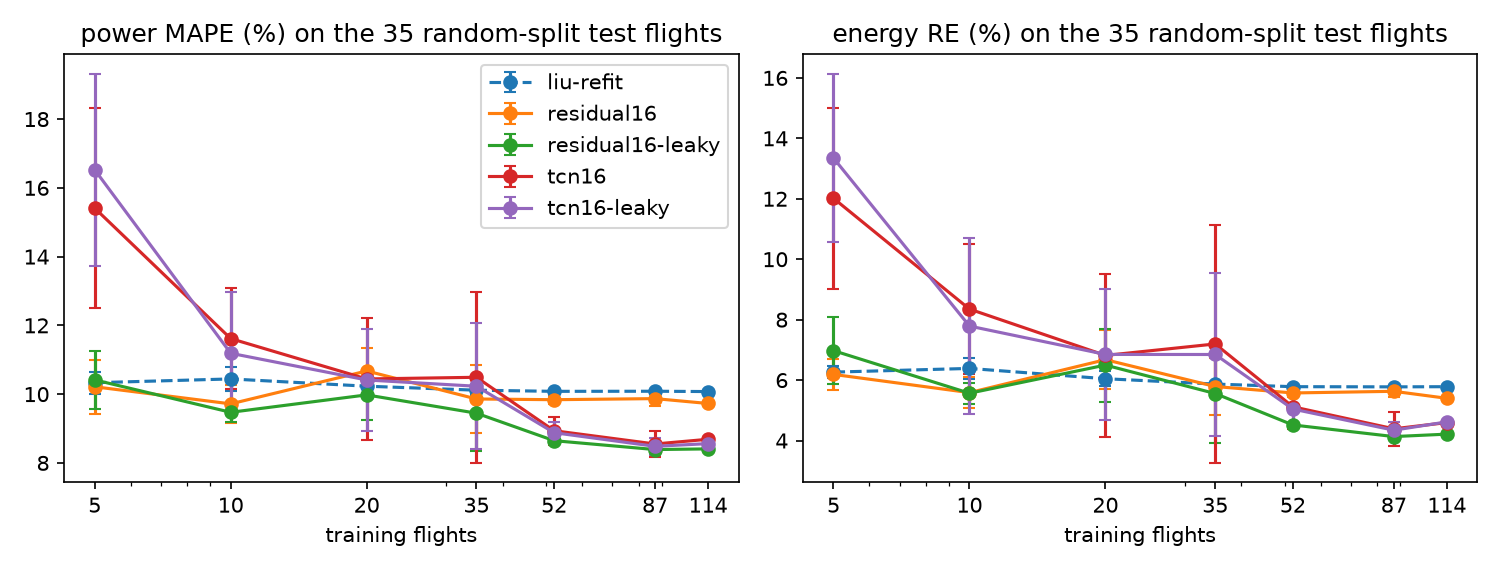 power MAPE (%) on the 35 random-split test flights
18
16
14
12
10
8
5 10 20 35 52 87 114
training flights
liu-refit
residual16
residual16-leaky
tcn16
tcn16-leaky
energy RE (%) on the 35 random-split test flights
16
14
12
10
8
6
4
5 10 20 35 52 87 114
training flights